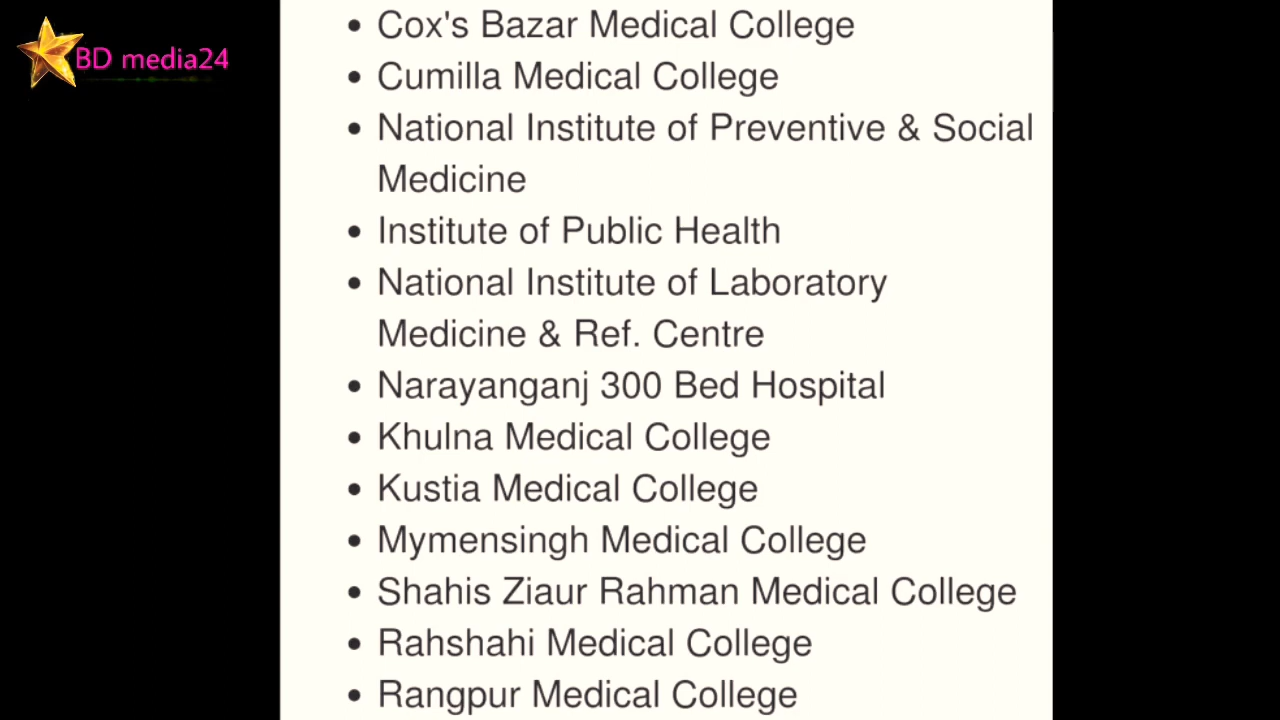 BD media24
• Cox's Bazar Medical College
• Cumilla Medical College
• National Institute of Preventive & Social
Medicine
• Institute of Public Health
• National Institute of Laboratory
Medicine & Ref. Centre
• Narayanganj 300 Bed Hospital
• Khulna Medical College
• Kustia Medical College
• Mymensingh Medical College
• Shahis Ziaur Rahman Medical College
• Rahshahi Medical College
• Rangpur Medical College